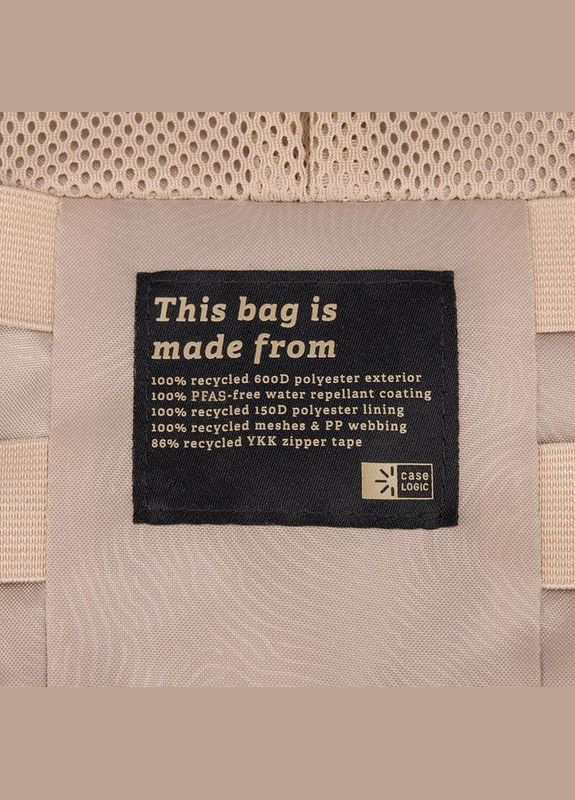 This bag is
made from
100% recycled 600D polyester exterior
100% PFAS-free water repellant coating
100% recycled 150D polyester lining
100% recycled meshes & PP webbing
86% recycled YKK zipper tape
case
LOGIC